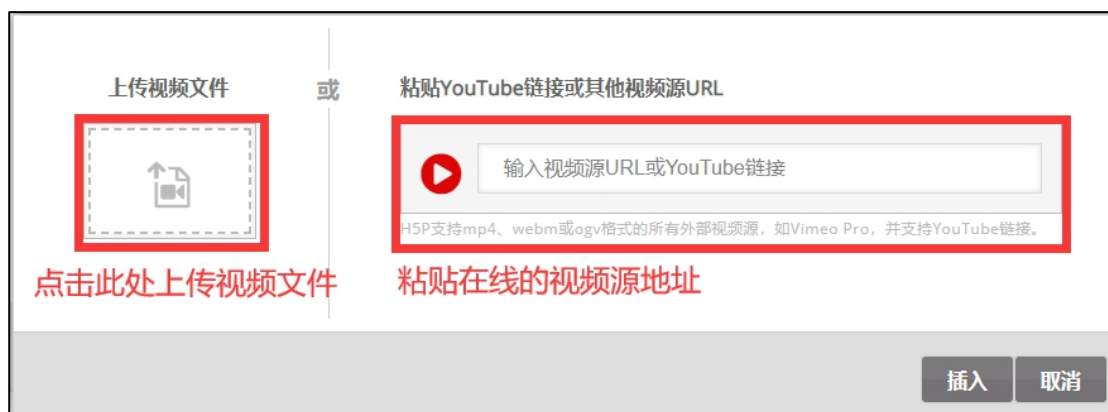 上传视频文件
或
粘贴YouTube链接或其他视频源URL
输入视频源URL或YouTube链接
H5P支持mp4、webm或ogv格式的所有外部视频源，如Vimeo Pro，并支持YouTube链接。
点击此处上传视频文件
粘贴在线的视频源地址
插入
取消